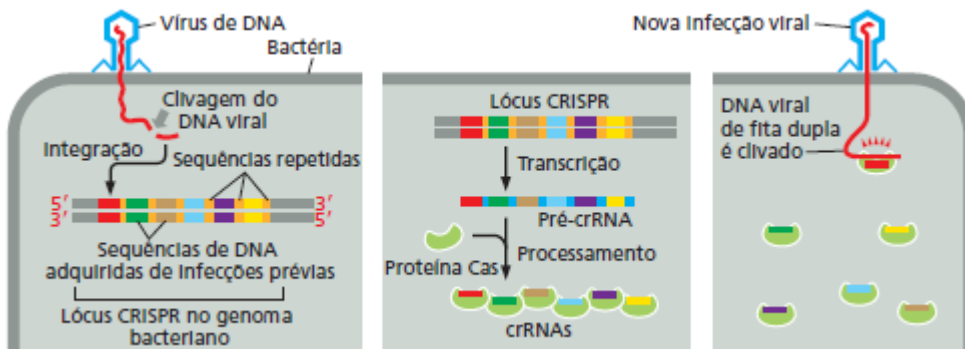 Vírus de DNA
Bactéria
Clivagem do
DNA viral
Integração
Sequências repetidas
5′ 3′
3′ 5′
Sequências de DNA
adquiridas de infecções prévias
Lócus CRISPR no genoma
bacteriano
Lócus CRISPR
Transcrição
Pré-crRNA
Proteína Cas
Processamento
crRNAs
Nova infecção viral
DNA viral
de fita dupla
é clivado